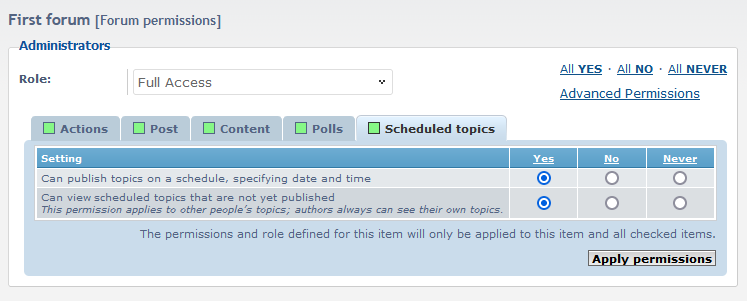 First forum [Forum permissions]
Administrators
Role:
Full Access
All YES · All NO · All NEVER
Advanced Permissions
Actions
Post
Content
Polls
Scheduled topics
Setting Yes No Never
Can publish topics on a schedule, specifying date and time
Can view scheduled topics that are not yet published
This permission applies to other people's topics; authors always can see their own topics.
The permissions and role defined for this item will only be applied to this item and all checked items.
Apply permissions